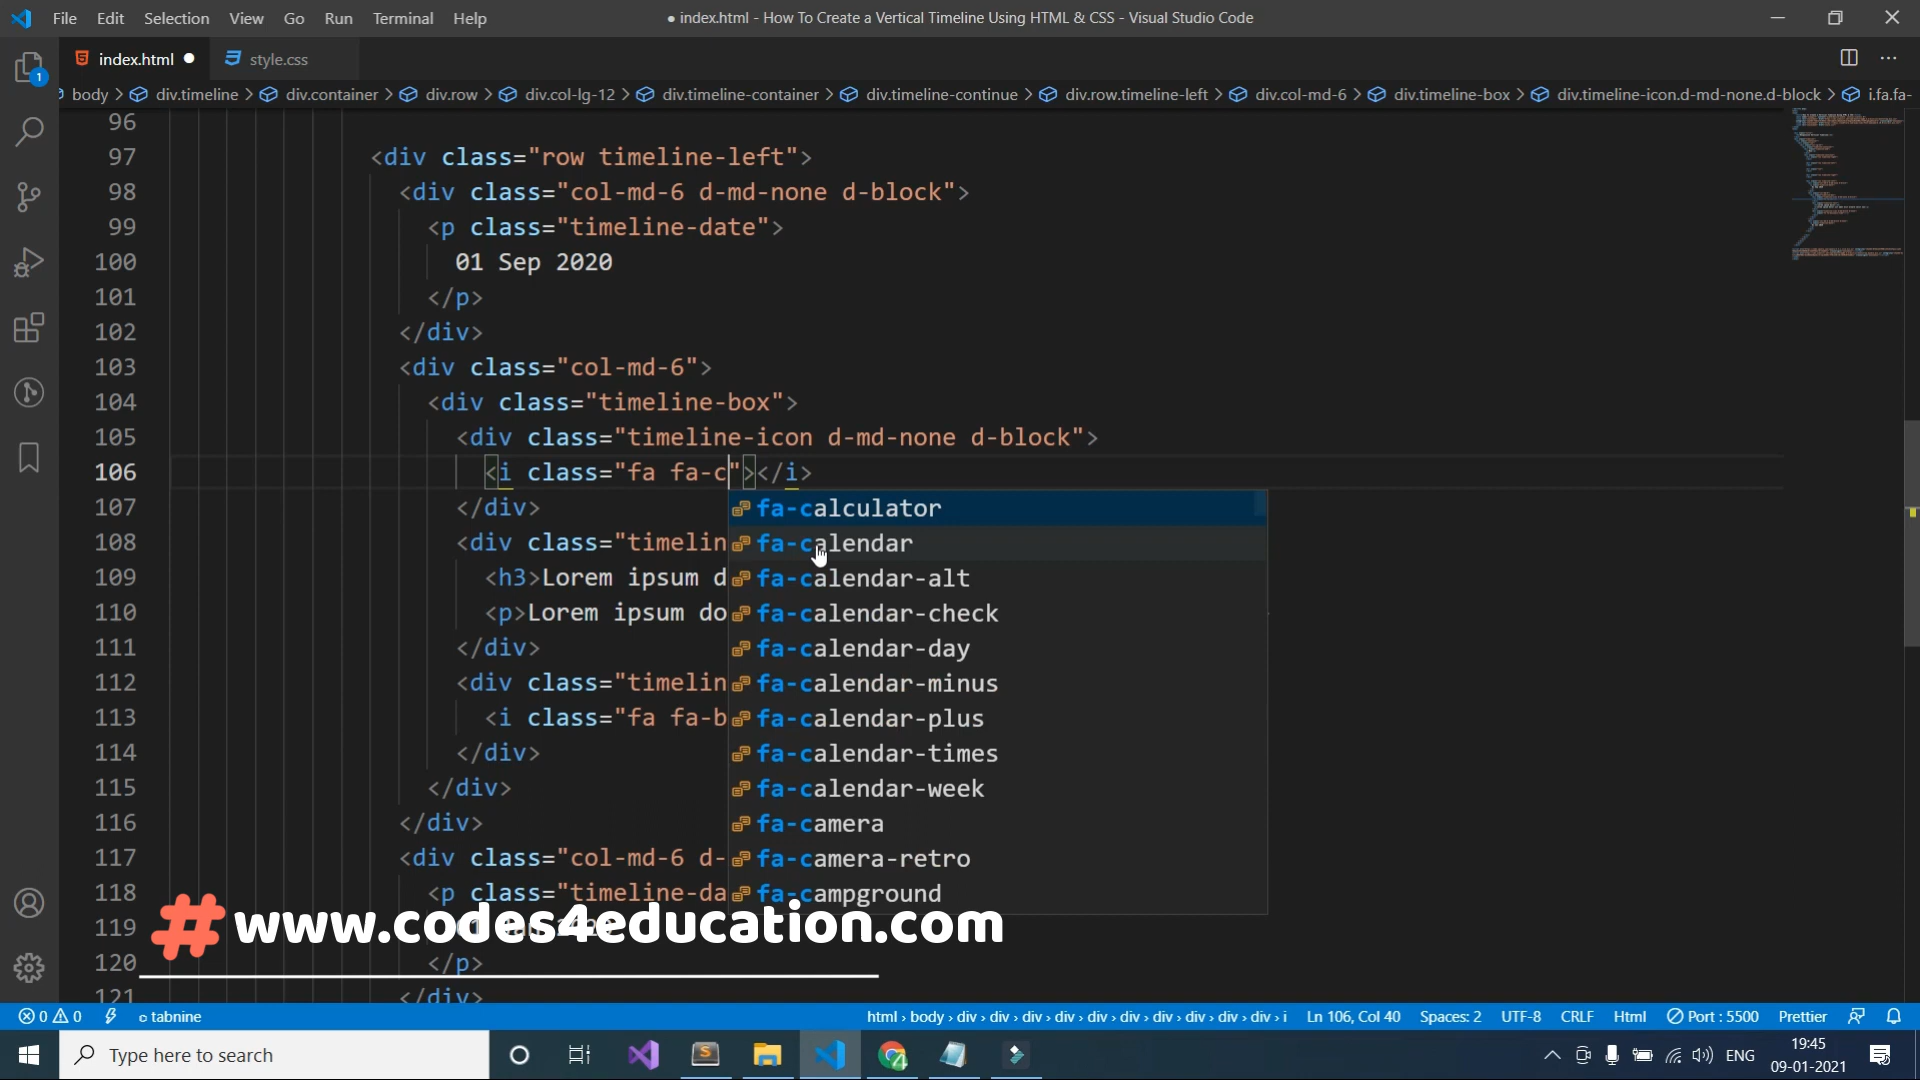 File Edit Selection View Go Run Terminal Help
● index.html - How To Create a Vertical Timeline Using HTML & CSS - Visual Studio Code
index.html ●
style.css
1
body > div.timeline > div.container > div.row > div.col-lg-12 > div.timeline-container > div.timeline-continue > div.row.timeline-left > div.col-md-6 > div.timeline-box > div.timeline-icon.d-md-none.d-block > i.fa.fa-
96
97 <div class="row timeline-left">
98 <div class="col-md-6 d-md-none d-block">
99 <p class="timeline-date">
100 01 Sep 2020
101 </p>
102 </div>
103 <div class="col-md-6">
104 <div class="timeline-box">
105 <div class="timeline-icon d-md-none d-block">
106 <i class="fa fa-c"></i>
107 </div>
fa-calculator
108 <div class="timelin
fa-calendar
109 <h3>Lorem ipsum d
fa-calendar-alt
110 <p>Lorem ipsum do
fa-calendar-check
111 </div>
fa-calendar-day
112 <div class="timelin
fa-calendar-minus
113 <i class="fa fa-b
fa-calendar-plus
114 </div>
fa-calendar-times
115 </div>
fa-calendar-week
116 </div>
fa-camera
117 <div class="col-md-6 d-
fa-camera-retro
118 <p class="timeline-da
fa-campground
119
#www.codes4education.com
120 </p>
121 </div>
0 0 tabnine
html > body > div > div > div > div > div > div > div > div > div > div > i
Ln 106, Col 40 Spaces: 2 UTF-8 CRLF Html Port : 5500 Prettier
Type here to search
ENG
19:45
09-01-2021